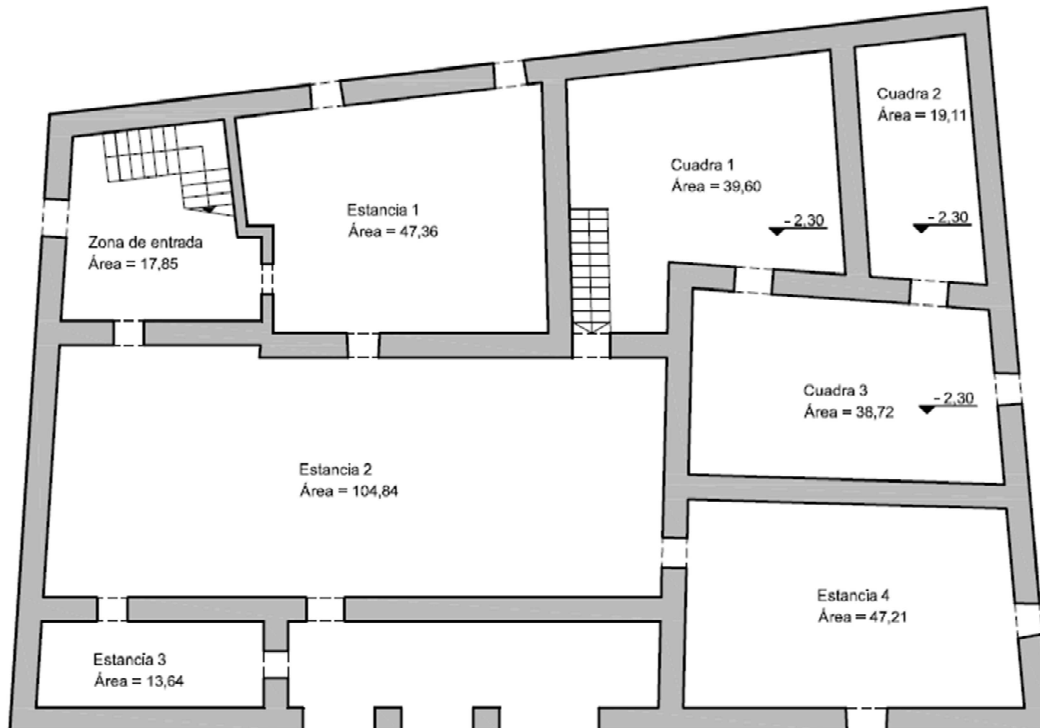 Cuadra 2
Área = 19,11
Cuadra 1
Área = 39,60
Estancia 1
Área = 47,36
- 2,30
- 2,30
Zona de entrada
Área = 17,85
Cuadra 3
Área = 38,72
- 2,30
Estancia 2
Área = 104,84
Estancia 4
Área = 47,21
Estancia 3
Área = 13,64